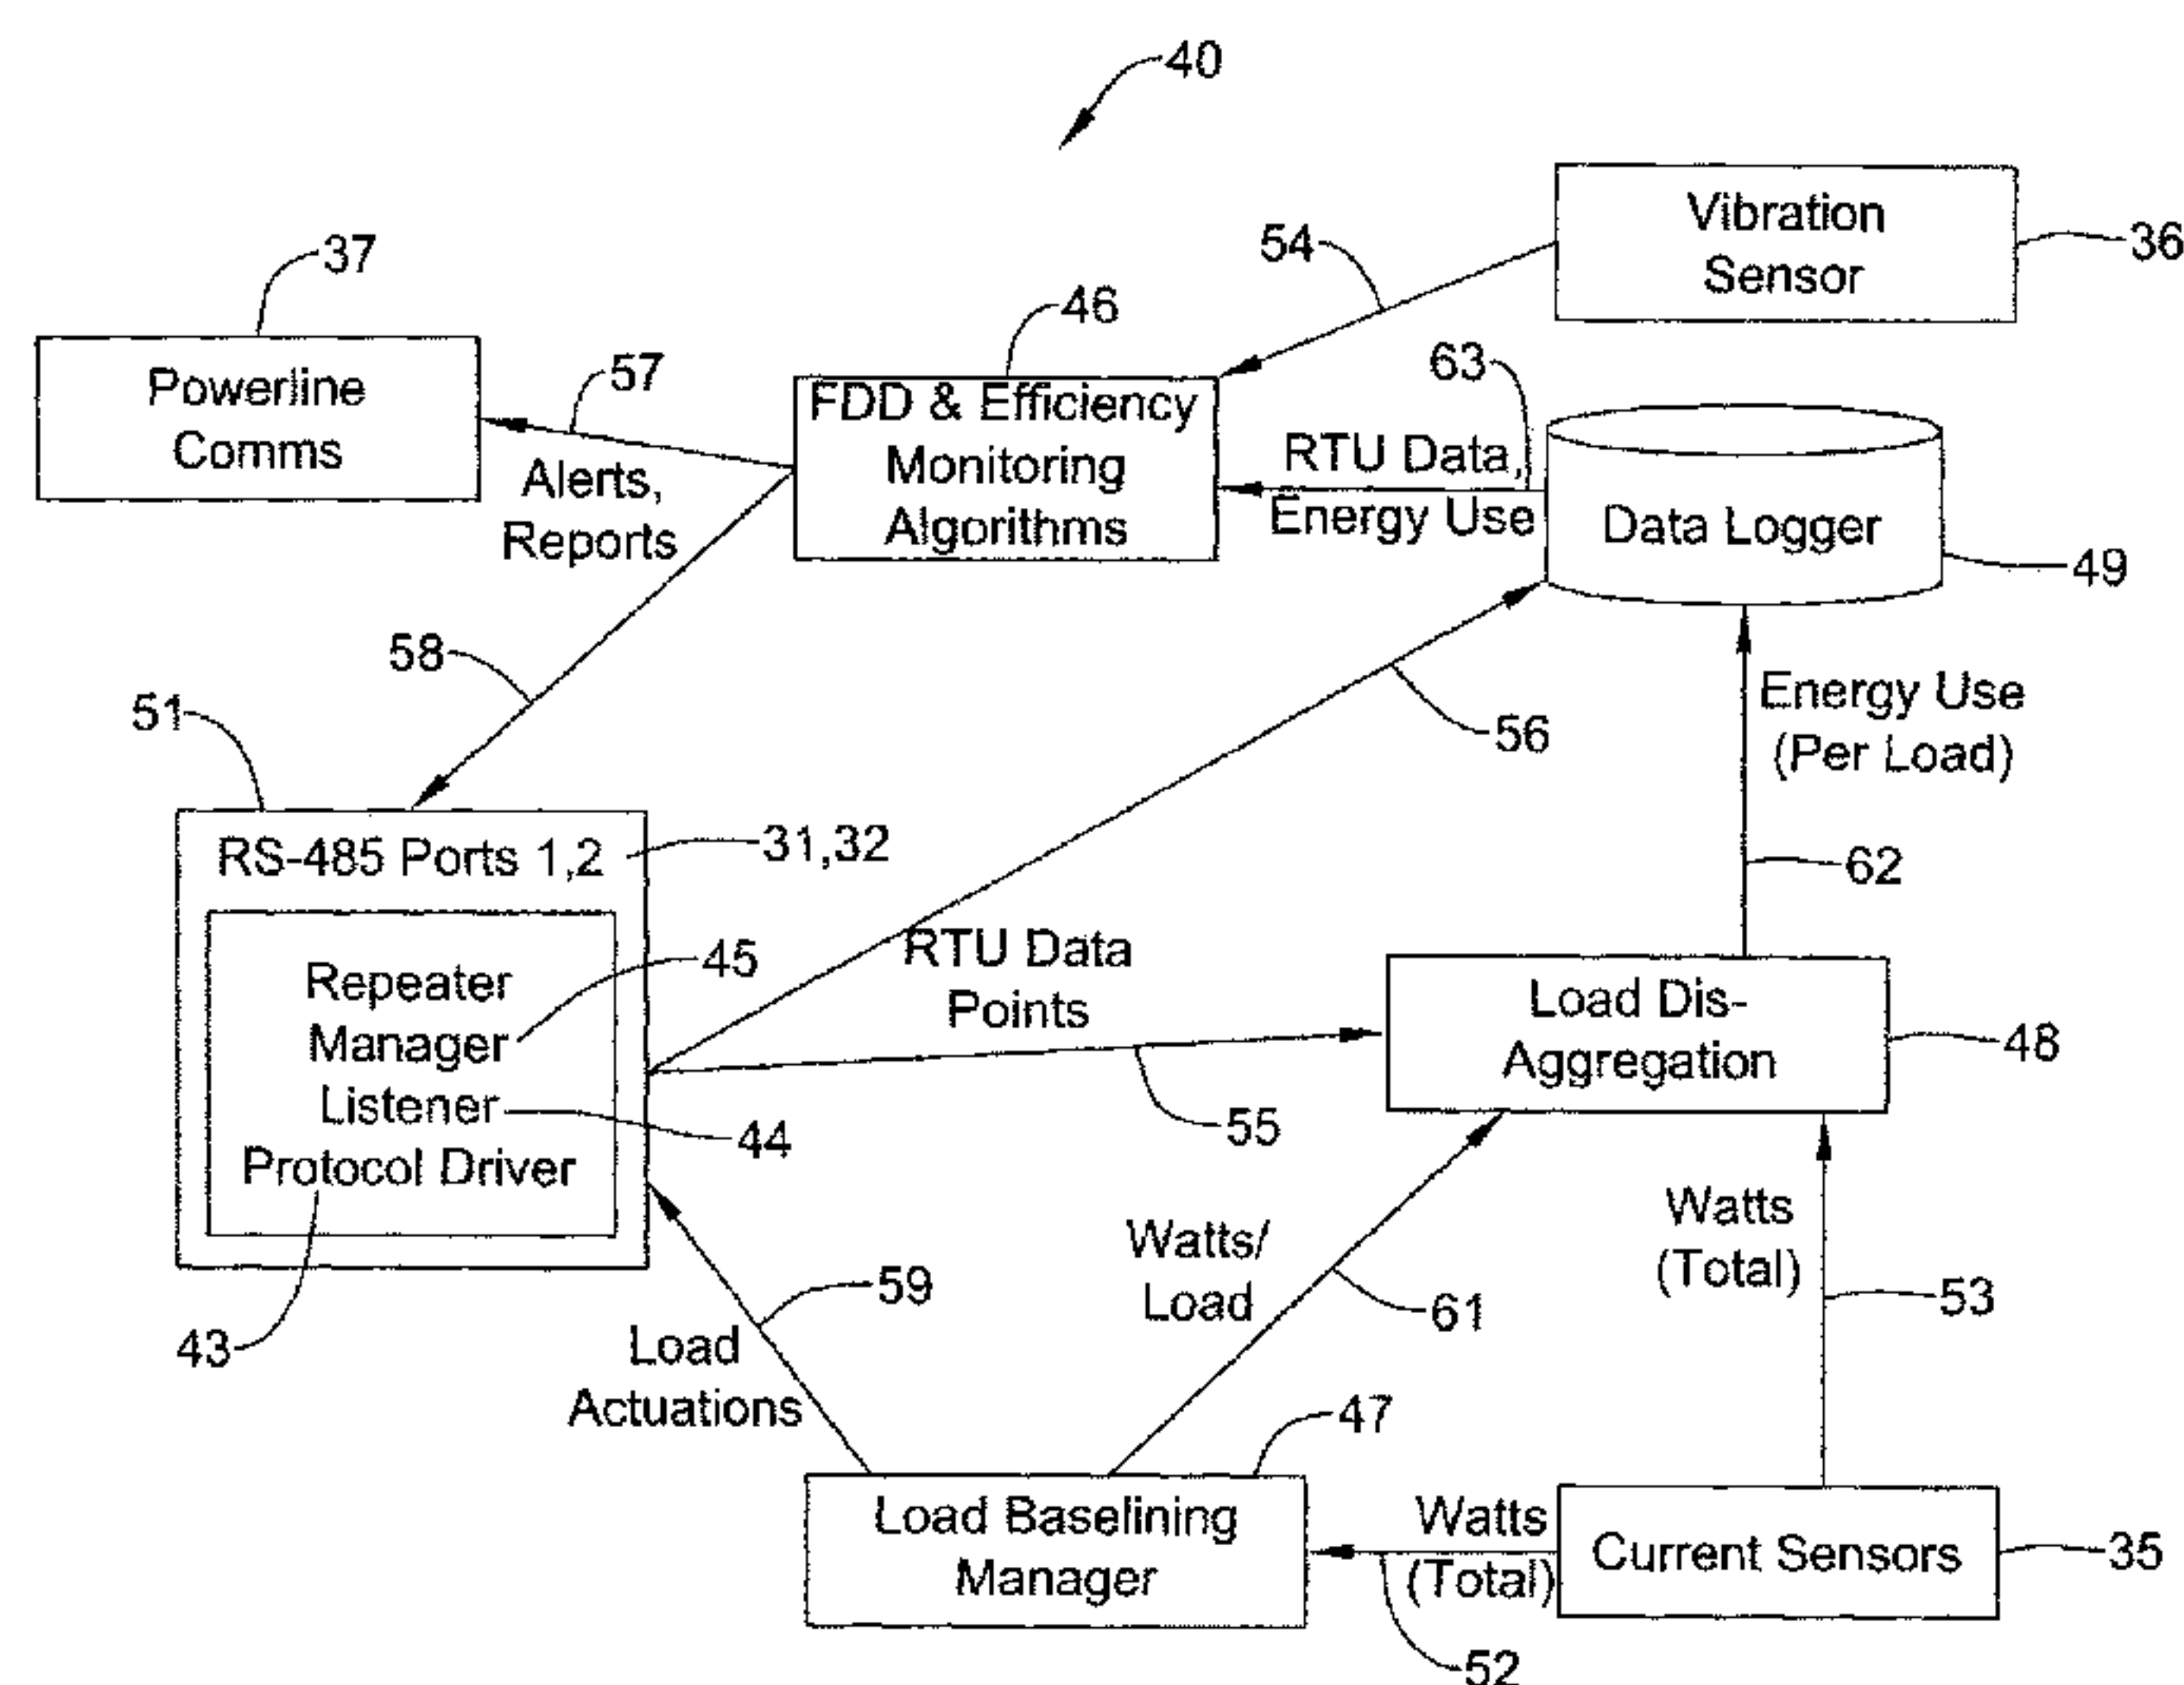 40
Vibration
Sensor
36
54
37
46
Powerline
Comms
57
Alerts,
Reports
FDD & Efficiency
Monitoring
Algorithms
63
RTU Data,
Energy Use
Data Logger
49
58
51
56
Energy Use
(Per Load)
62
RS-485 Ports 1,2
31,32
Repeater
Manager
45
Listener
44
Protocol Driver
43
RTU Data
Points
55
Load Dis-
Aggregation
48
59
Load
Actuations
Watts/
Load
61
Watts
(Total)
53
47
Load Baselining
Manager
Watts
(Total)
52
Current Sensors
35